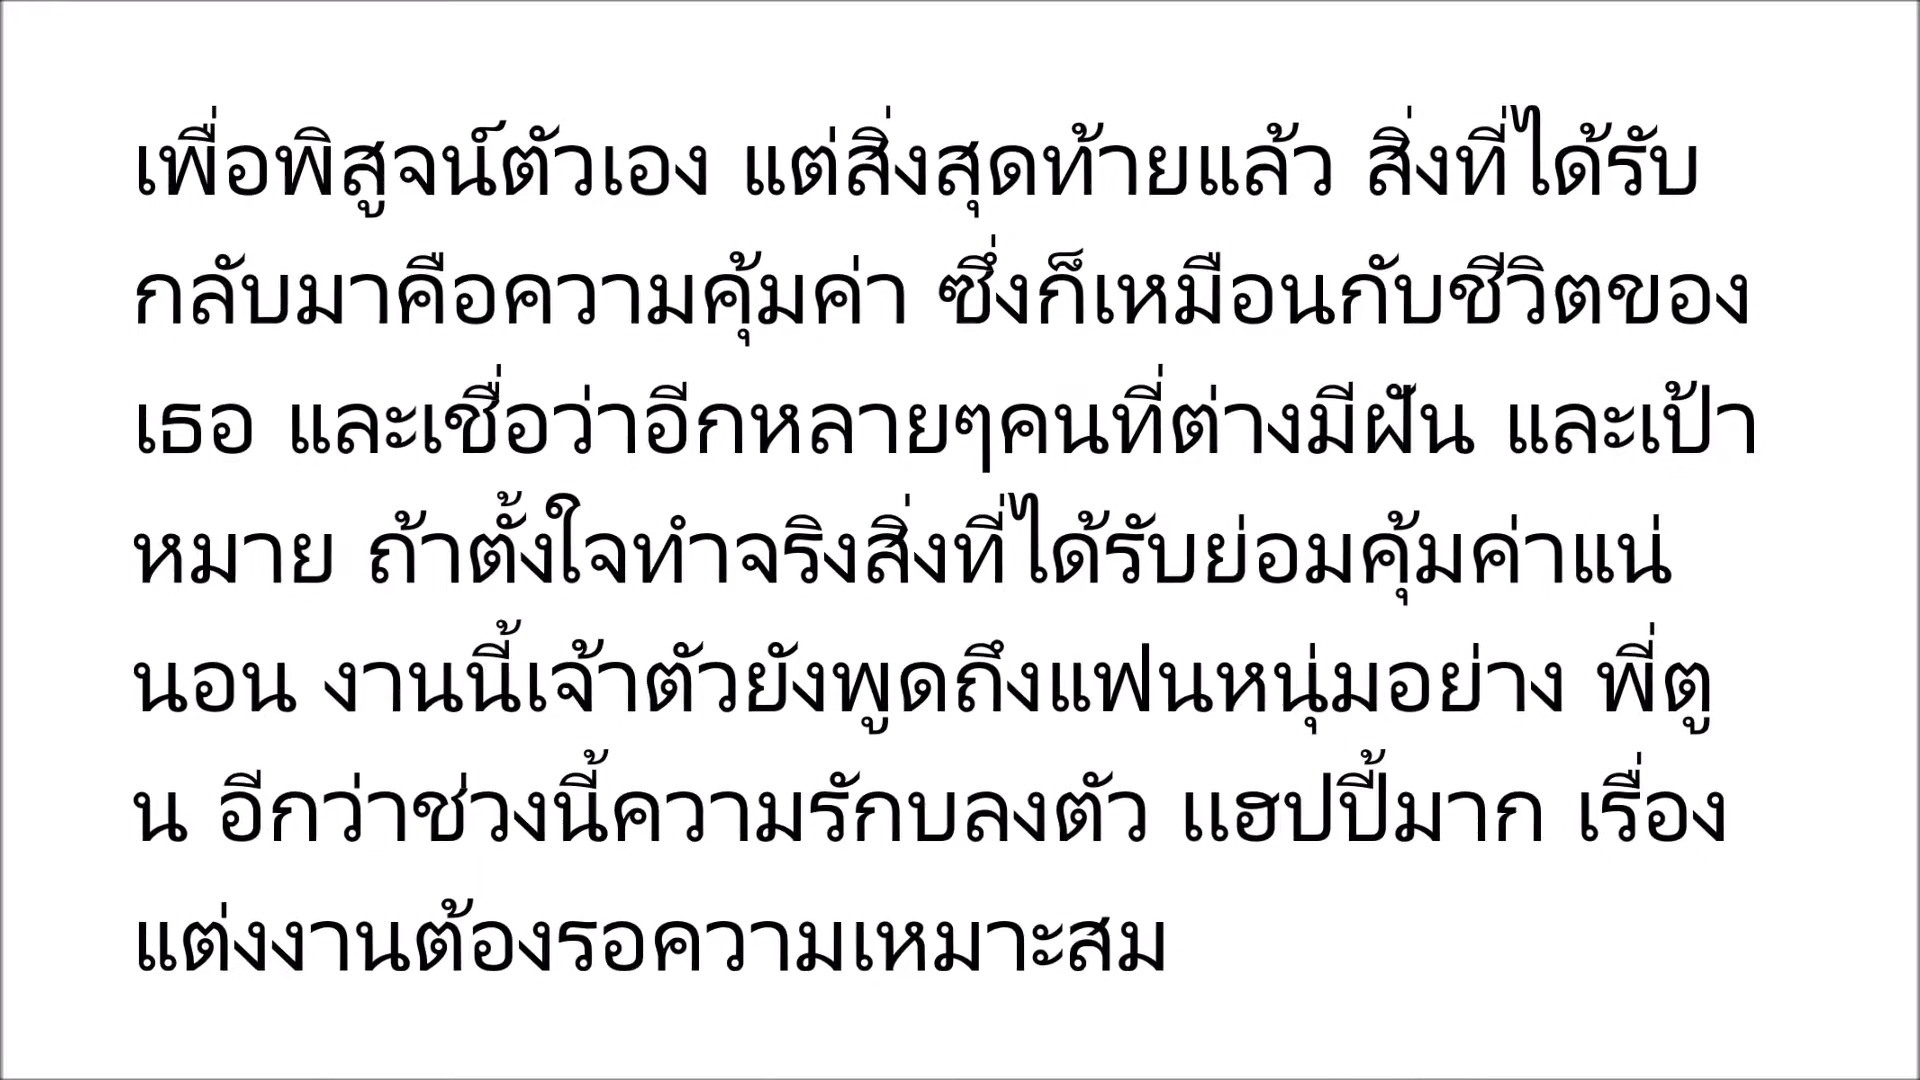 เพื่อพิสูจน์ตัวเอง แต่สิ่งสุดท้ายแล้ว สิ่งที่ได้รับ
กลับมาคือความคุ้มค่า ซึ่งก็เหมือนกับชีวิตของ
เธอ และเชื่อว่าอีกหลายๆคนที่ต่างมีฝัน และเป้า
หมาย ถ้าตั้งใจทำจริงสิ่งที่ได้รับย่อมคุ้มค่าแน่
นอน งานนี้เจ้าตัวยังพูดถึงแฟนหนุ่มอย่าง พี่ตู
น อีกว่าช่วงนี้ความรักบลงตัว แฮปปี้มาก เรื่อง
แต่งงานต้องรอความเหมาะสม